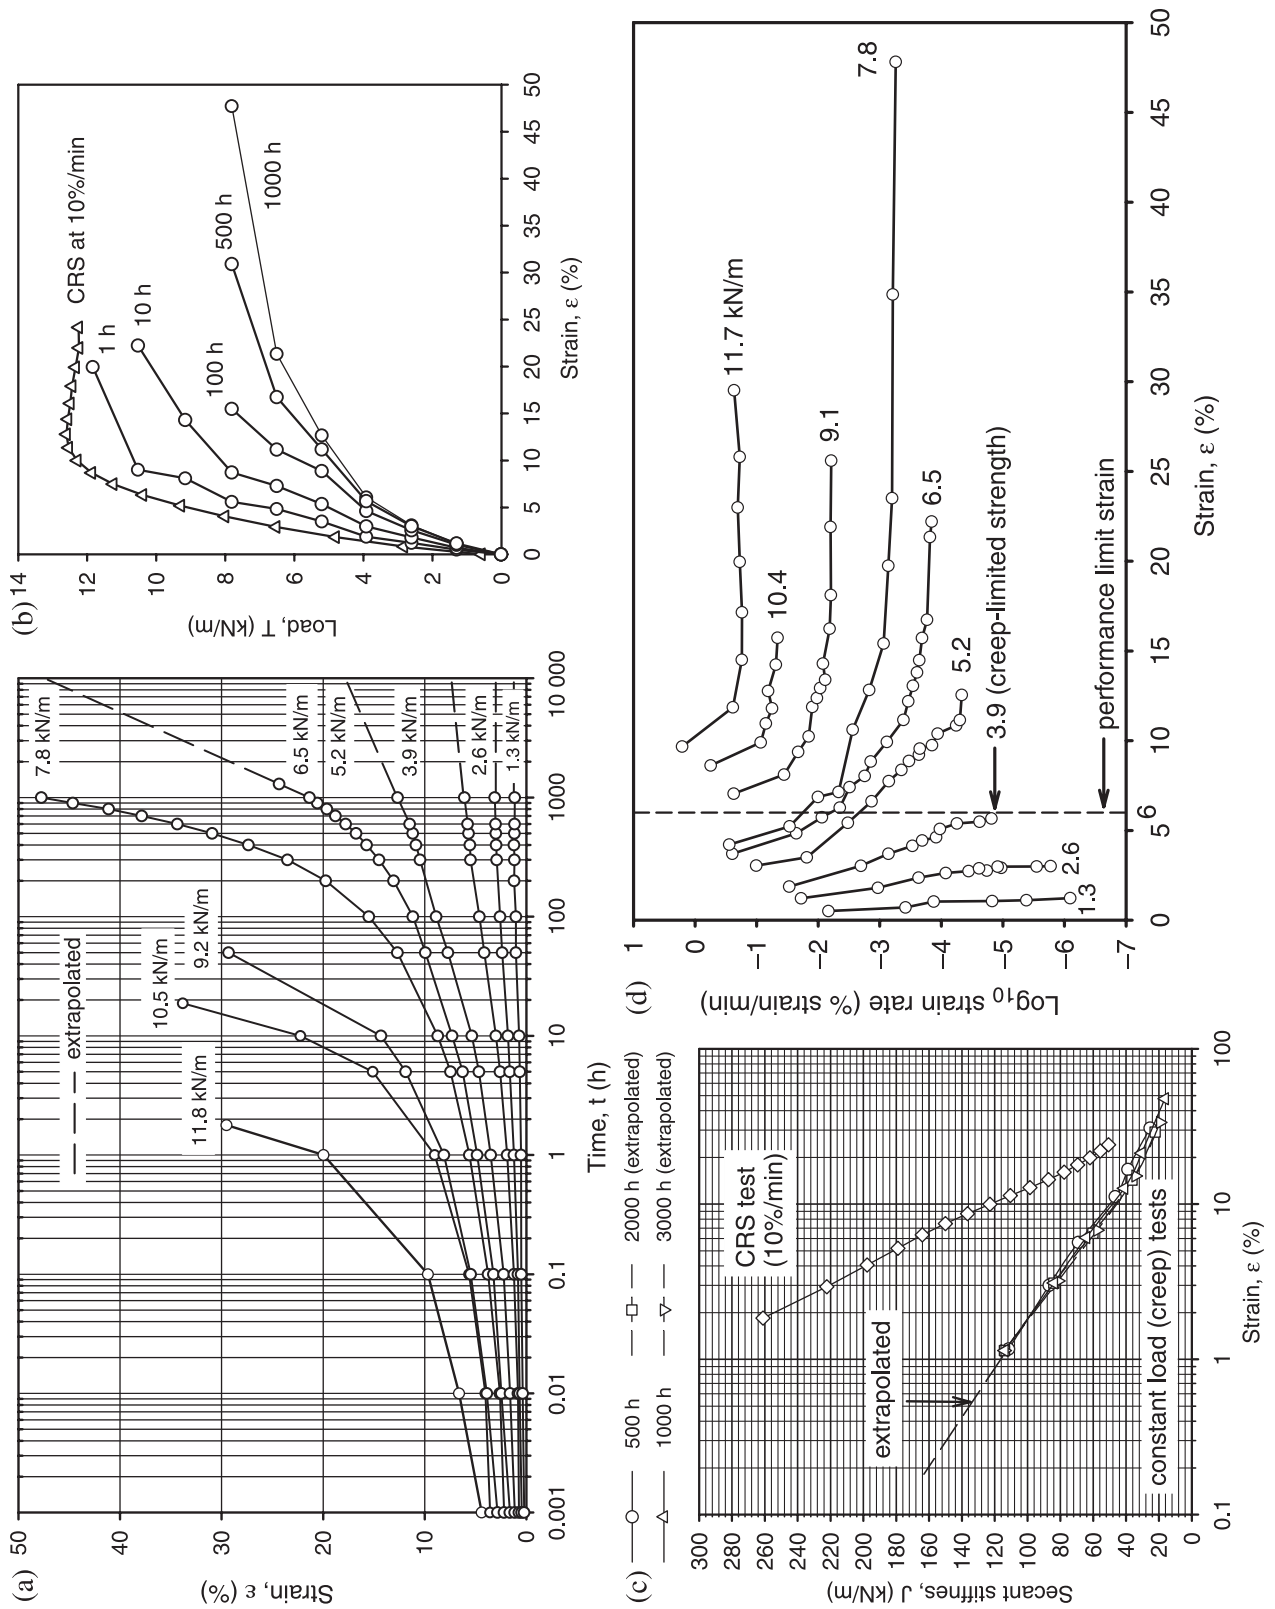 (a)
Strain, ε (%)
50
40
30
20
10
0
extrapolated
11.8 kN/m
10.5 kN/m
9.2 kN/m
7.8 kN/m
6.5 kN/m
5.2 kN/m
3.9 kN/m
2.6 kN/m
1.3 kN/m
0.001
0.01
0.1
1
10
100
1000
10 000
Time, t (h)
(b)
Load, T (kN/m)
14
12
10
8
6
4
2
0
CRS at 10%/min
1 h
10 h
100 h
500 h
1000 h
0
5
10
15
20
25
30
35
40
45
50
Strain, ε (%)
(c)
500 h
2000 h (extrapolated)
1000 h
3000 h (extrapolated)
Secant stiffnes, J (kN/m)
300
280
260
240
220
200
180
160
140
120
100
80
60
40
20
0
CRS test
(10%/min)
extrapolated
constant load (creep) tests
0.1
1
10
100
Strain, ε (%)
(d)
Log10 strain rate (% strain/min)
1
0
−1
−2
−3
−4
−5
−6
−7
11.7 kN/m
10.4
9.1
7.8
6.5
5.2
3.9 (creep-limited strength)
2.6
1.3
performance limit strain
0
5
6
10
15
20
25
30
35
40
45
50
Strain, ε (%)